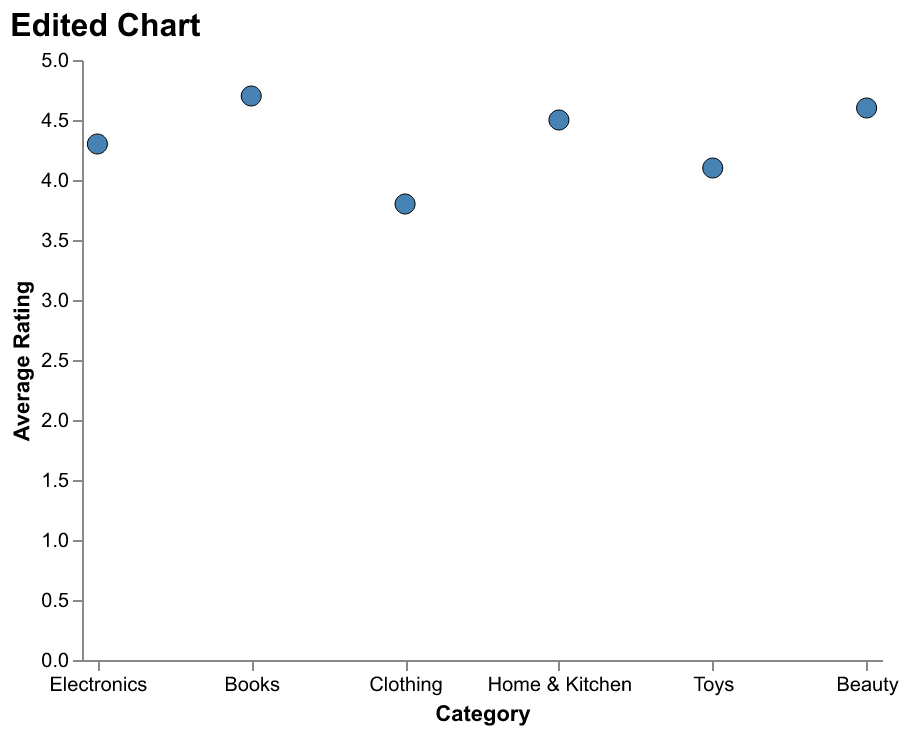 Edited Chart
5.0
4.5
4.0
3.5
3.0
2.5
2.0
1.5
1.0
0.5
0.0
Average Rating
Electronics Books Clothing Home & Kitchen Toys Beauty
Category